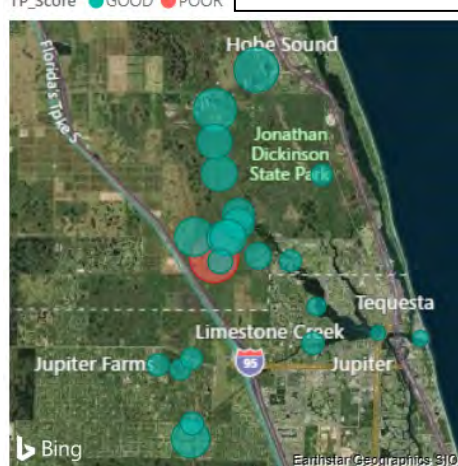 TP_Score GOOD POOR
Hobe Sound
Florida's Tpke S
Jonathan
Dickinson
State Park
Tequesta
Limestone Creek
Jupiter Farms
95
Jupiter
Bing
Earthstar Geographics SIO